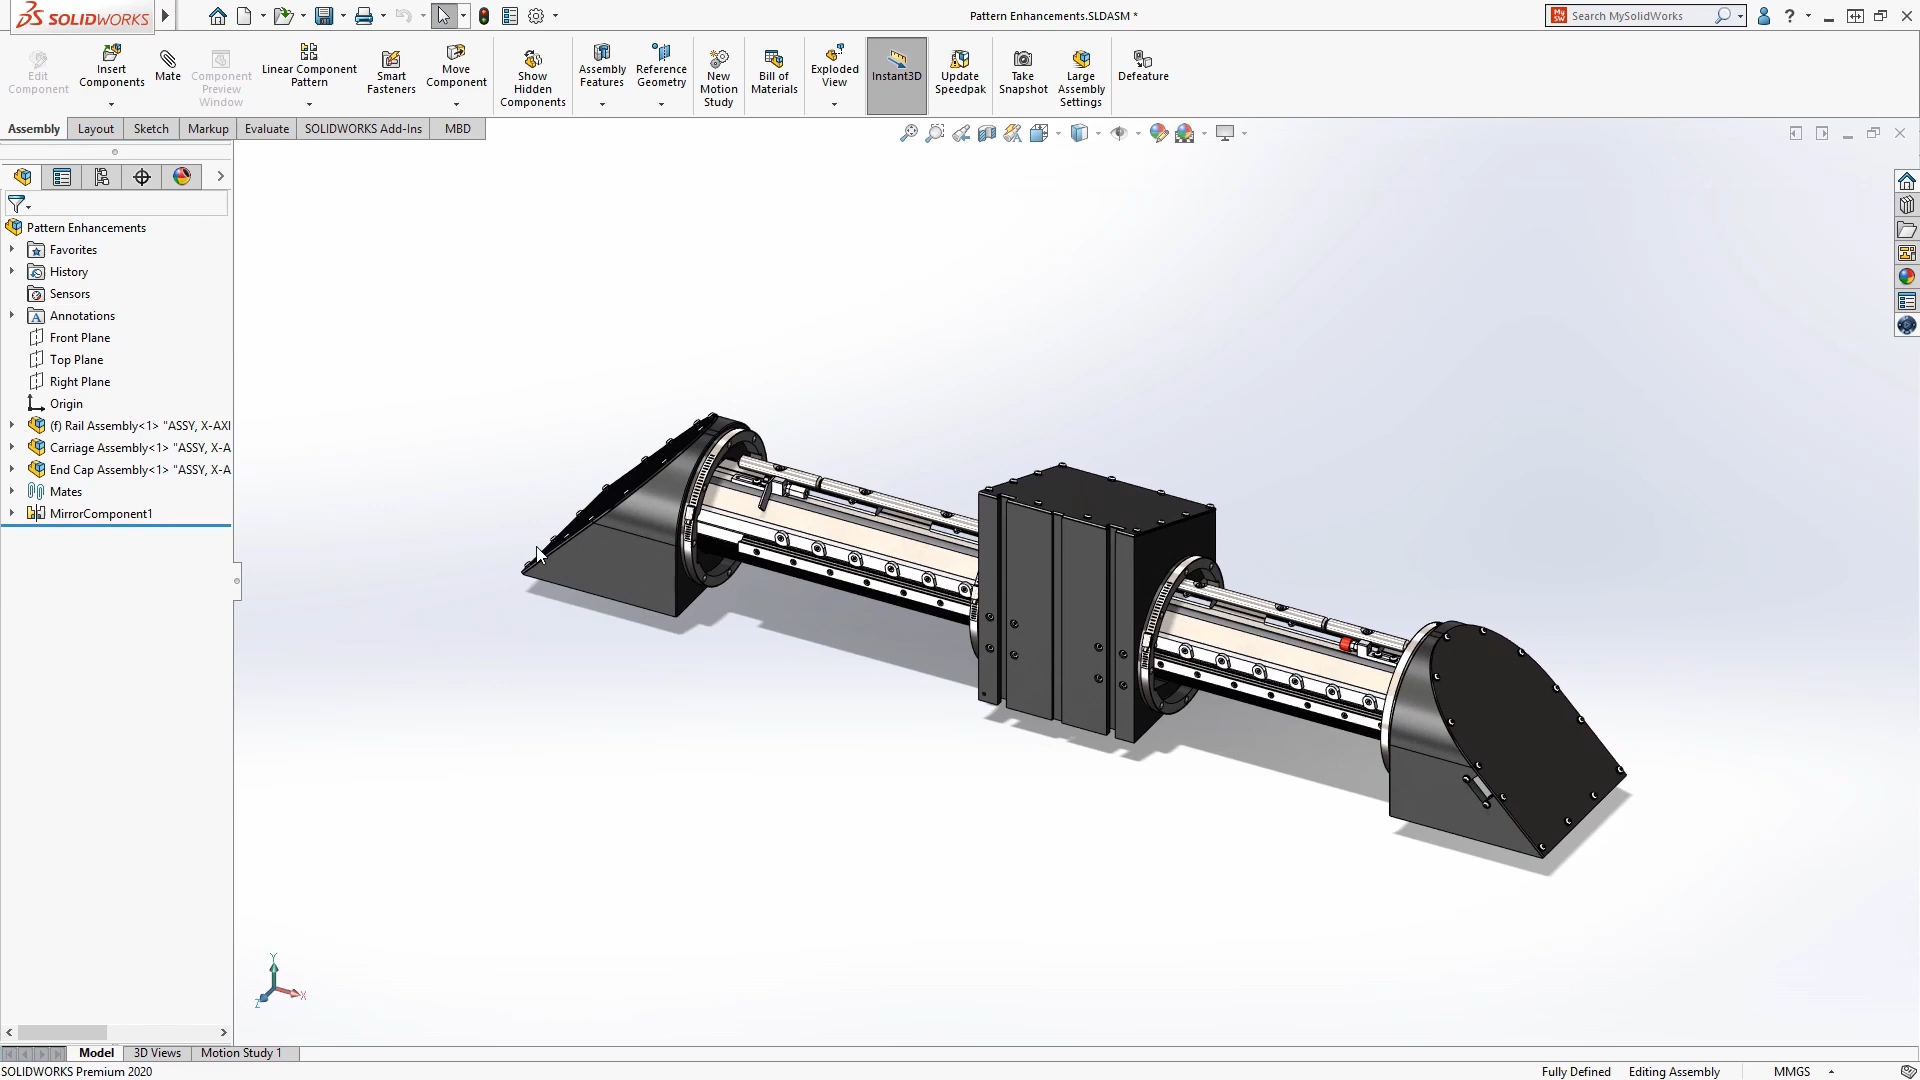 SOLIDWORKS
Pattern Enhancements.SLDASM *
Search MySolidWorks
Edit Component
Insert Components
Mate
Component Preview Window
Linear Component Pattern
Smart Fasteners
Move Component
Show Hidden Components
Assembly Features
Reference Geometry
New Motion Study
Bill of Materials
Exploded View
Instant3D
Update Speedpak
Take Snapshot
Large Assembly Settings
Defeature
Assembly Layout Sketch Markup Evaluate SOLIDWORKS Add-Ins MBD
Pattern Enhancements
Favorites
History
Sensors
Annotations
Front Plane
Top Plane
Right Plane
Origin
(f) Rail Assembly<1> "ASSY, X-AXI
Carriage Assembly<1> "ASSY, X-A
End Cap Assembly<1> "ASSY, X-A
Mates
MirrorComponent1
Y
X
Z
Model 3D Views Motion Study 1
SOLIDWORKS Premium 2020
Fully Defined Editing Assembly MMGS